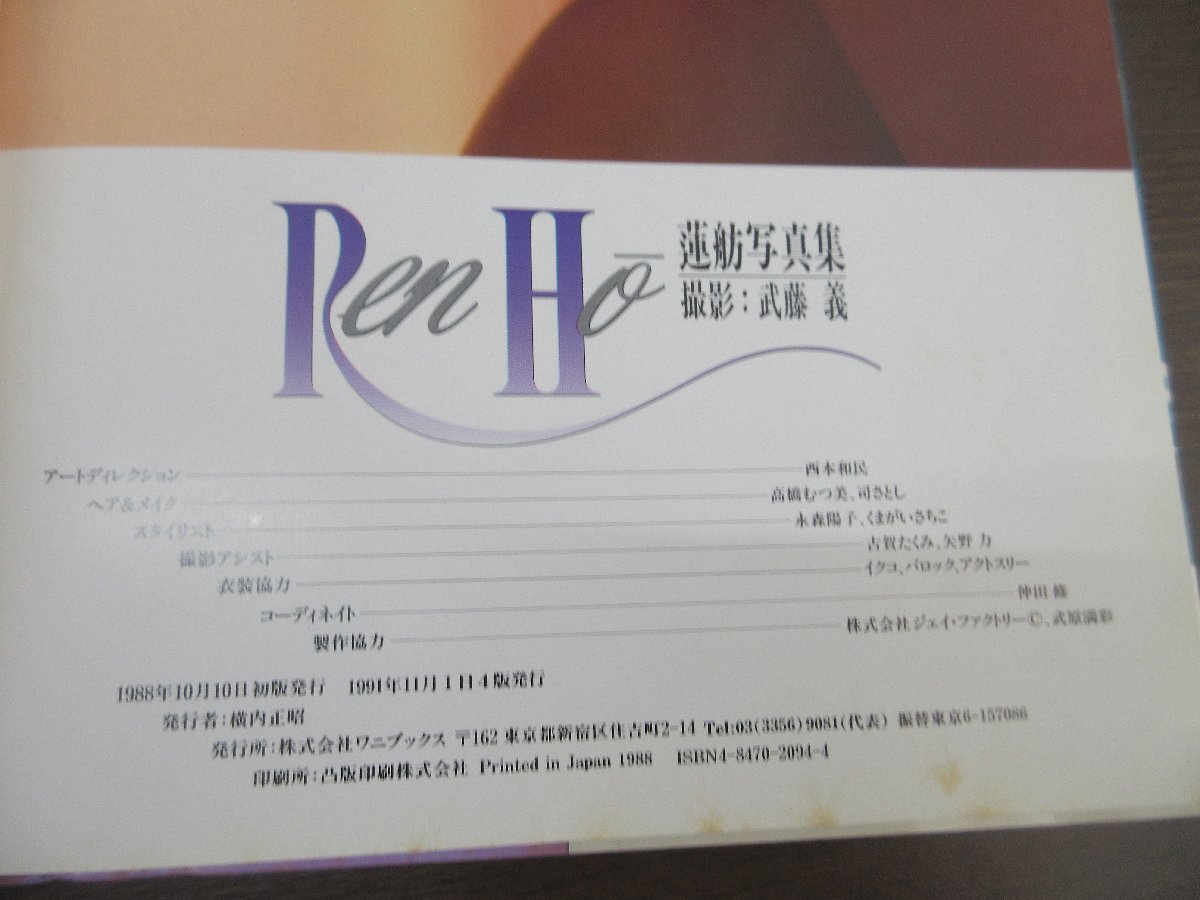 Ren Hō
蓮舫写真集
撮影：武藤 義
アートディレクション 西本和民
ヘア&メイク 高橋むつ美、司さとし
スタイリスト 永森陽子、くまがいさちこ
撮影アシスト 古賀たくみ、矢野 力
衣装協力 イクコ、バロック、アクトスリー
コーディネイト 仲田 修
製作協力 株式会社ジェイ・ファクトリー©、武原満彩
1988年10月10日初版発行 1991年11月1日4版発行
発行者：横内正昭
発行所：株式会社ワニブックス 〒162 東京都新宿区住吉町2-14 Tel:03(3356)9081(代表) 振替東京6-157086
印刷所：凸版印刷株式会社 Printed in Japan 1988 ISBN4-8470-2094-4